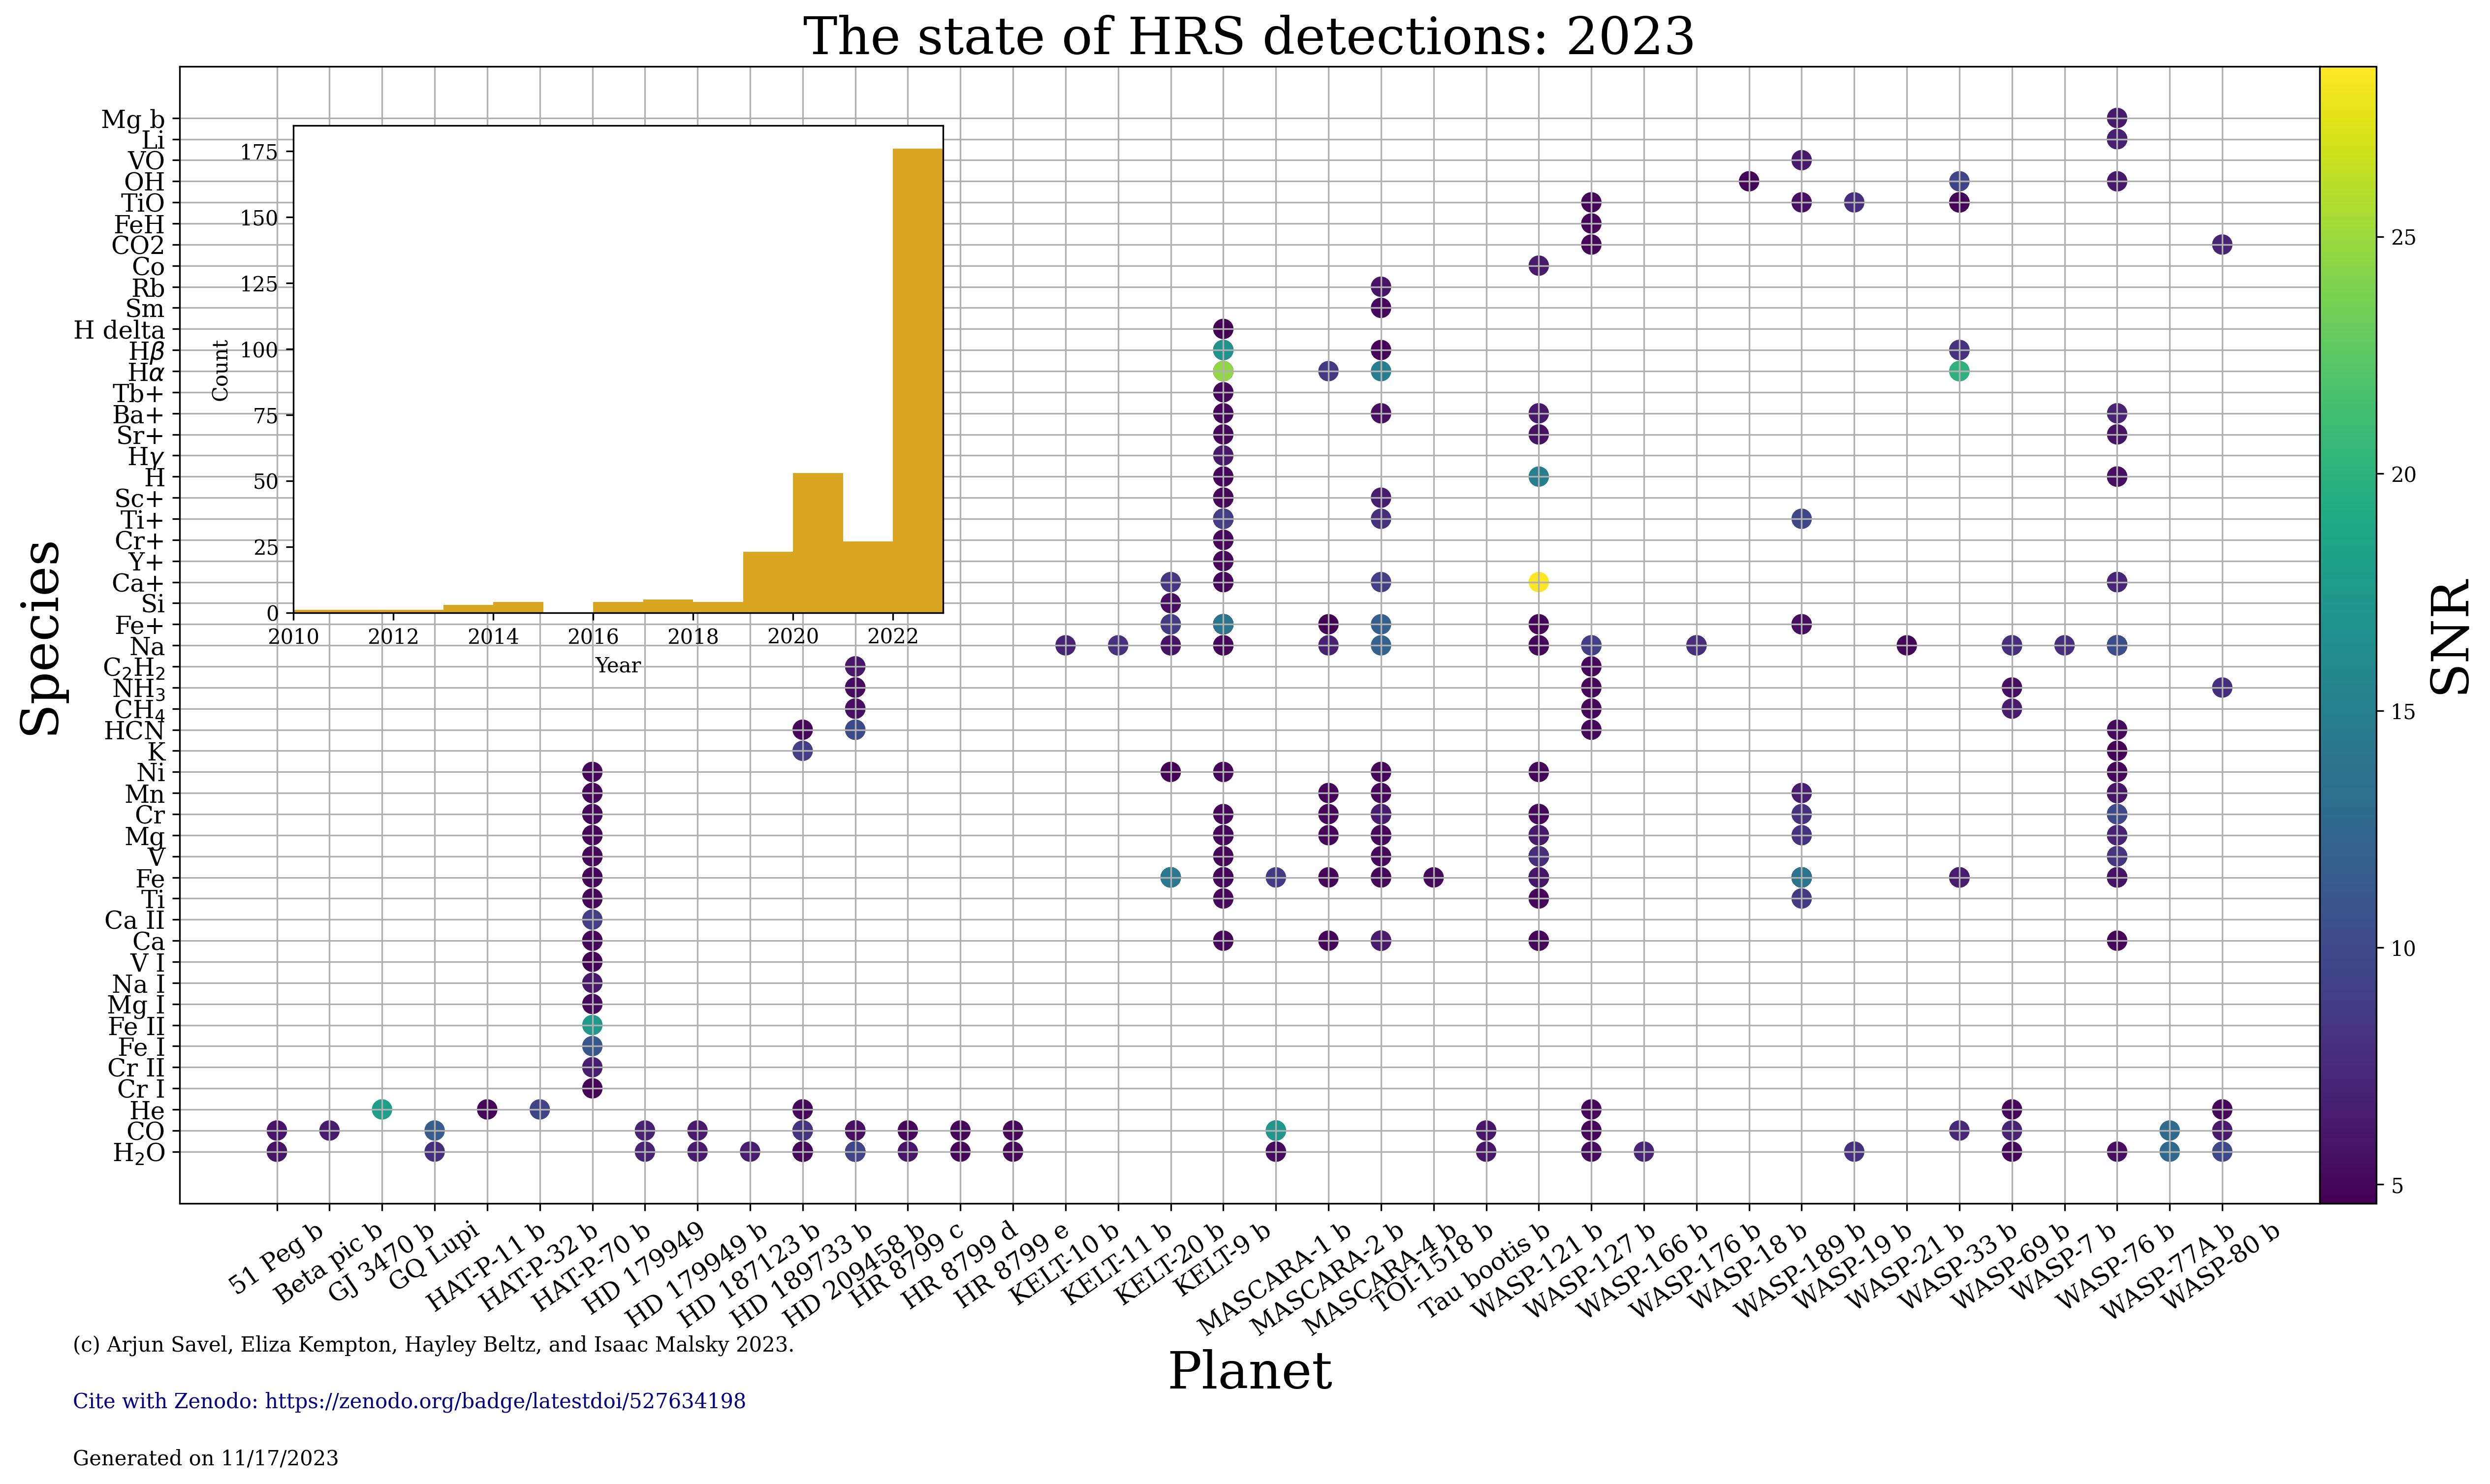 The state of HRS detections: 2023
Species
Mg b
Li
VO
OH
TiO
FeH
CO2
Co
Rb
Sm
H delta
Hβ
Hα
Tb+
Ba+
Sr+
Hγ
H
Sc+
Ti+
Cr+
Y+
Ca+
Si
Fe+
Na
C₂H₂
NH₃
CH₄
HCN
K
Ni
Mn
Cr
Mg
V
Fe
Ti
Ca II
Ca
V I
Na I
Mg I
Fe II
Fe I
Cr II
Cr I
He
CO
H₂O
Count
175
150
125
100
75
50
25
0
2010 2012 2014 2016 2018 2020 2022
Year
25
20
15
10
5
SNR
51 Peg b
Beta pic b
GJ 3470 b
GQ Lupi
HAT-P-11 b
HAT-P-32 b
HAT-P-70 b
HD 179949
HD 179949 b
HD 187123 b
HD 189733 b
HD 209458 b
HR 8799 c
HR 8799 d
HR 8799 e
KELT-10 b
KELT-11 b
KELT-20 b
KELT-9 b
MASCARA-1 b
MASCARA-2 b
MASCARA-4 b
TOI-1518 b
Tau bootis b
WASP-121 b
WASP-127 b
WASP-166 b
WASP-176 b
WASP-18 b
WASP-189 b
WASP-19 b
WASP-21 b
WASP-33 b
WASP-69 b
WASP-7 b
WASP-76 b
WASP-77A b
WASP-80 b
Planet
(c) Arjun Savel, Eliza Kempton, Hayley Beltz, and Isaac Malsky 2023.
Cite with Zenodo: https://zenodo.org/badge/latestdoi/527634198
Generated on 11/17/2023